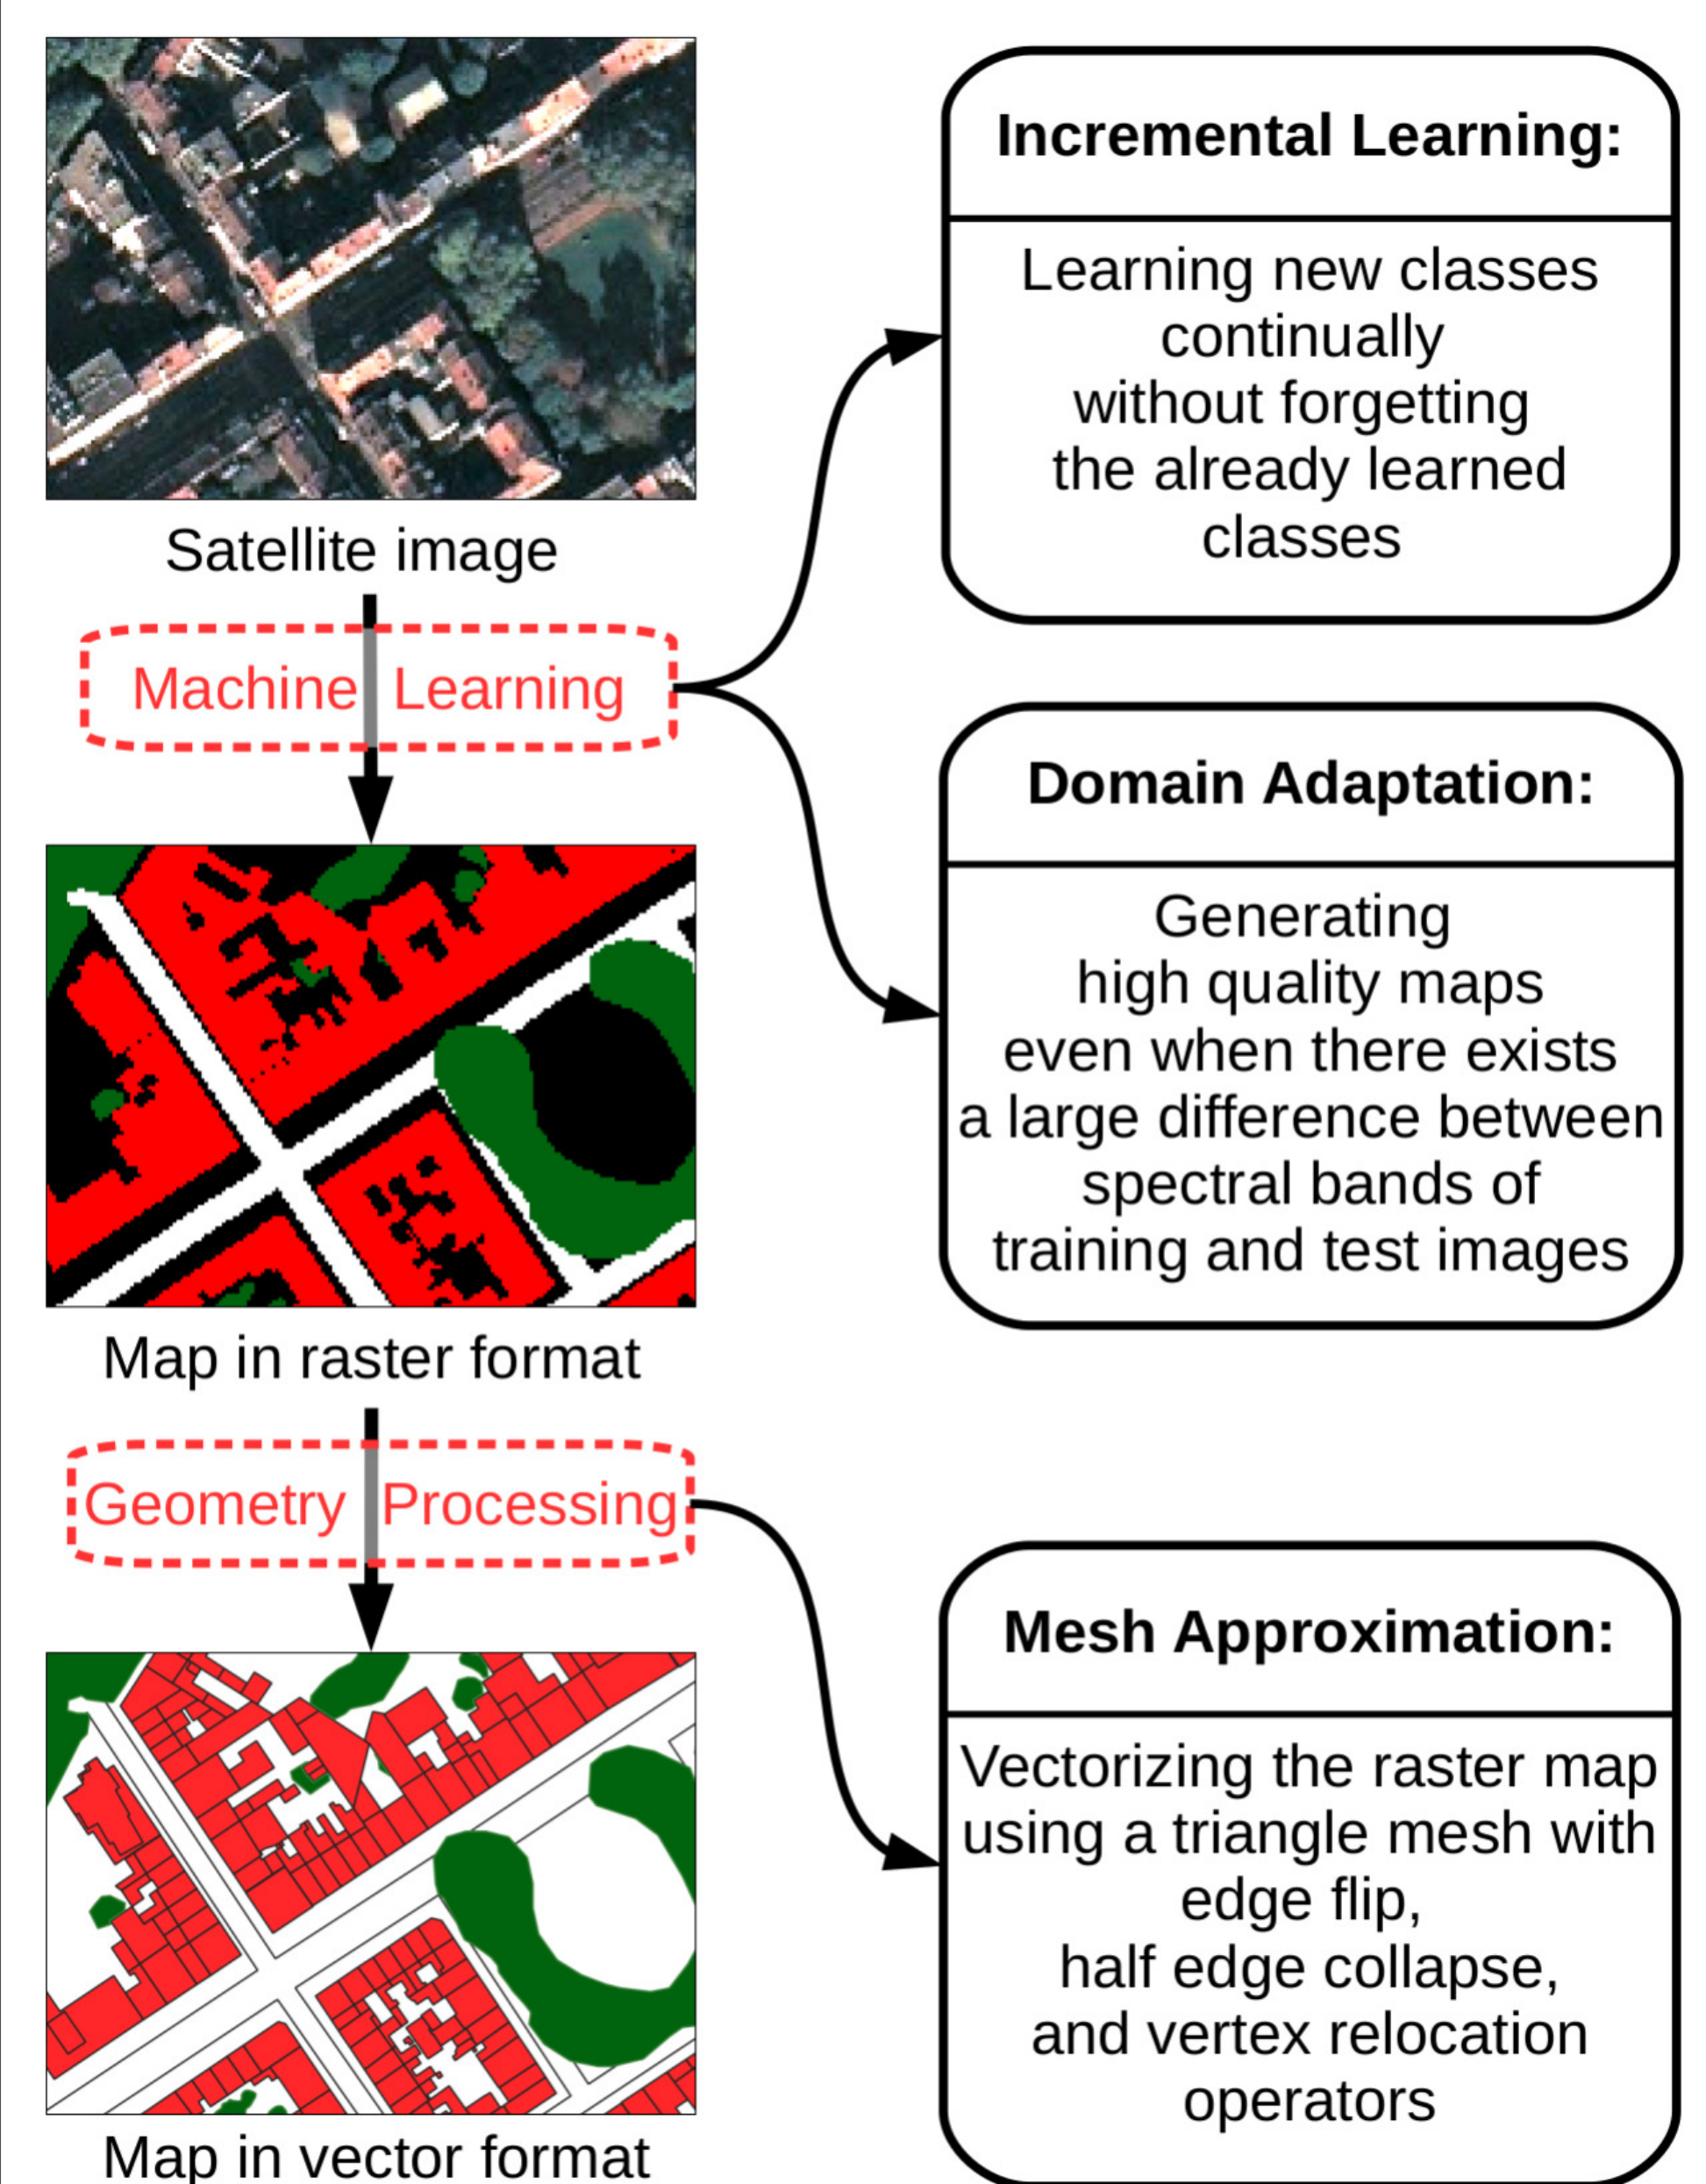 Satellite image
Machine Learning
Map in raster format
Geometry Processing
Map in vector format
Incremental Learning:
Learning new classes
continually
without forgetting
the already learned
classes
Domain Adaptation:
Generating
high quality maps
even when there exists
a large difference between
spectral bands of
training and test images
Mesh Approximation:
Vectorizing the raster map
using a triangle mesh with
edge flip,
half edge collapse,
and vertex relocation
operators